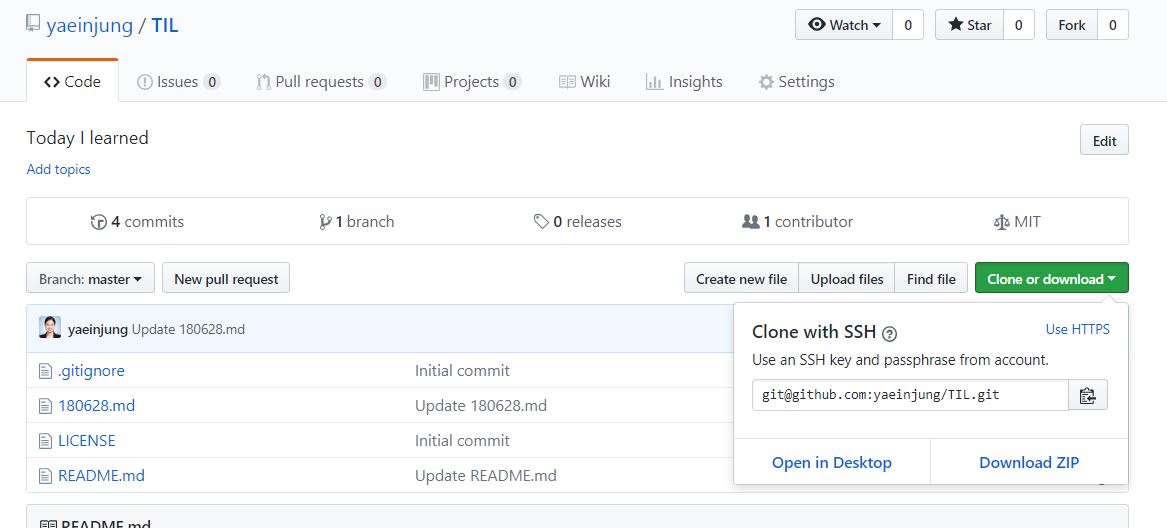 yaeinjung / TIL
Watch 0 Star 0 Fork 0
Code Issues 0 Pull requests 0 Projects 0 Wiki Insights Settings
Today I learned
Edit
Add topics
4 commits 1 branch 0 releases 1 contributor MIT
Branch: master New pull request Create new file Upload files Find file Clone or download
yaeinjung Update 180628.md
.gitignore Initial commit
180628.md Update 180628.md
LICENSE Initial commit
README.md Update README.md
Clone with SSH ? Use HTTPS
Use an SSH key and passphrase from account.
git@github.com:yaeinjung/TIL.git
Open in Desktop Download ZIP
README.md